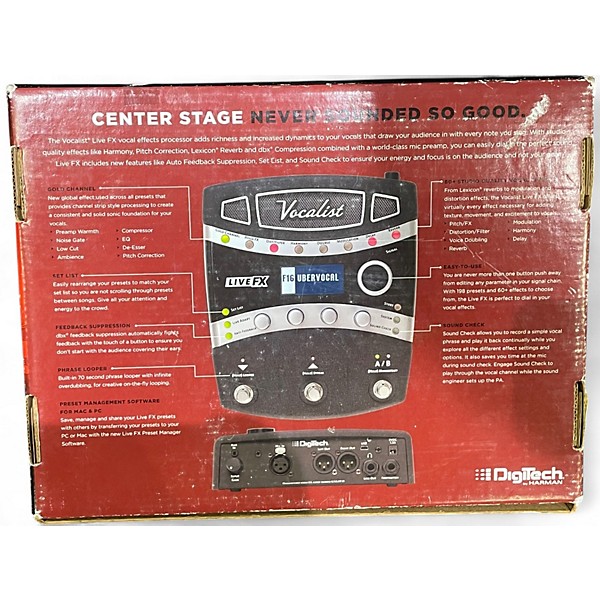 CENTER STAGE NEVER SOUNDED SO GOOD.
The Vocalist® Live FX vocal effects processor adds richness and increased dynamics to your vocals that draw your audience in with every note you sing. With studio
quality effects like Harmony, Pitch Correction, Lexicon® Reverb and dbx® Compression combined with a world-class mic preamp, you can easily dial in the perfect sound.
Live FX includes new features like Auto Feedback Suppression, Set List, and Sound Check to ensure your energy and focus is on the audience and not your
GOLD CHANNEL
New global effect used across all presets that
provides channel strip style processing to create
a consistent and solid sonic foundation for your
vocals.
• Preamp Warmth • Compressor
• Noise Gate • EQ
• Low Cut • De-Esser
• Ambience • Pitch Correction
SET LIST
Easily rearrange your presets to match your
set list so you are not scrolling through presets
between songs. Give all your attention and
energy to the crowd.
FEEDBACK SUPPRESSION
dbx® feedback suppression automatically fights
feedback with the touch of a button to ensure you
don't start with the audience covering their ears.
PHRASE LOOPER
Built-in 70 second phrase looper with infinite
overdubbing, for creative on-the-fly looping.
PRESET MANAGEMENT SOFTWARE
FOR MAC & PC
Save, manage and share your Live FX presets
with others by transferring your presets to your
PC or Mac with the new Live FX Preset Manager
Software.
Vocalist
LIVE FX
F16 UBERVOCAL
Set List
A/B
From Lexicon® reverbs to modulation and
distortion effects, the Vocalist Live FX
texture, movement, and excitement to vocals.
• Pitch/FX Modulation
• Distortion/Filter Harmony
• Voice Doubling Delay
• Reverb
EASY-TO-USE
You are never more than one button push away
from editing any parameter in your signal chain.
With 198 presets and 60+ effects to choose
from, the Live FX is perfect to dial in your
vocal effects.
SOUND CHECK
Sound Check allows you to record a simple vocal
phrase and play it back continually while you
explore all the different effect settings and
options. It also saves you time at the mic
during sound check. Engage Sound Check to
play through the vocal channel while the sound
engineer sets up the PA.
DigiTech
DigiTech
by HARMAN